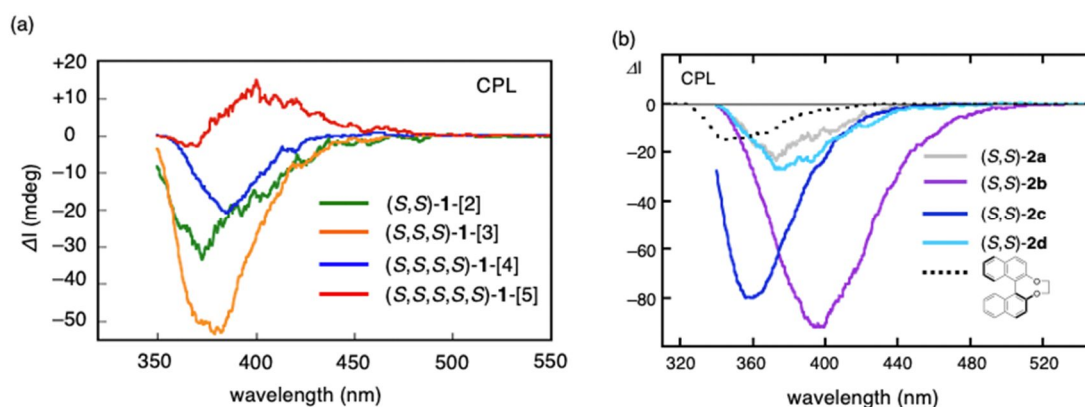 (a)
CPL
ΔI (mdeg)
+20
+10
0
−10
−20
−30
−40
−50
350
400
450
500
550
wavelength (nm)
(S,S)-1-[2]
(S,S,S)-1-[3]
(S,S,S,S)-1-[4]
(S,S,S,S,S)-1-[5]
(b)
ΔI
CPL
0
−20
−40
−60
−80
320
360
400
440
480
520
wavelength (nm)
(S,S)-2a
(S,S)-2b
(S,S)-2c
(S,S)-2d
O
O